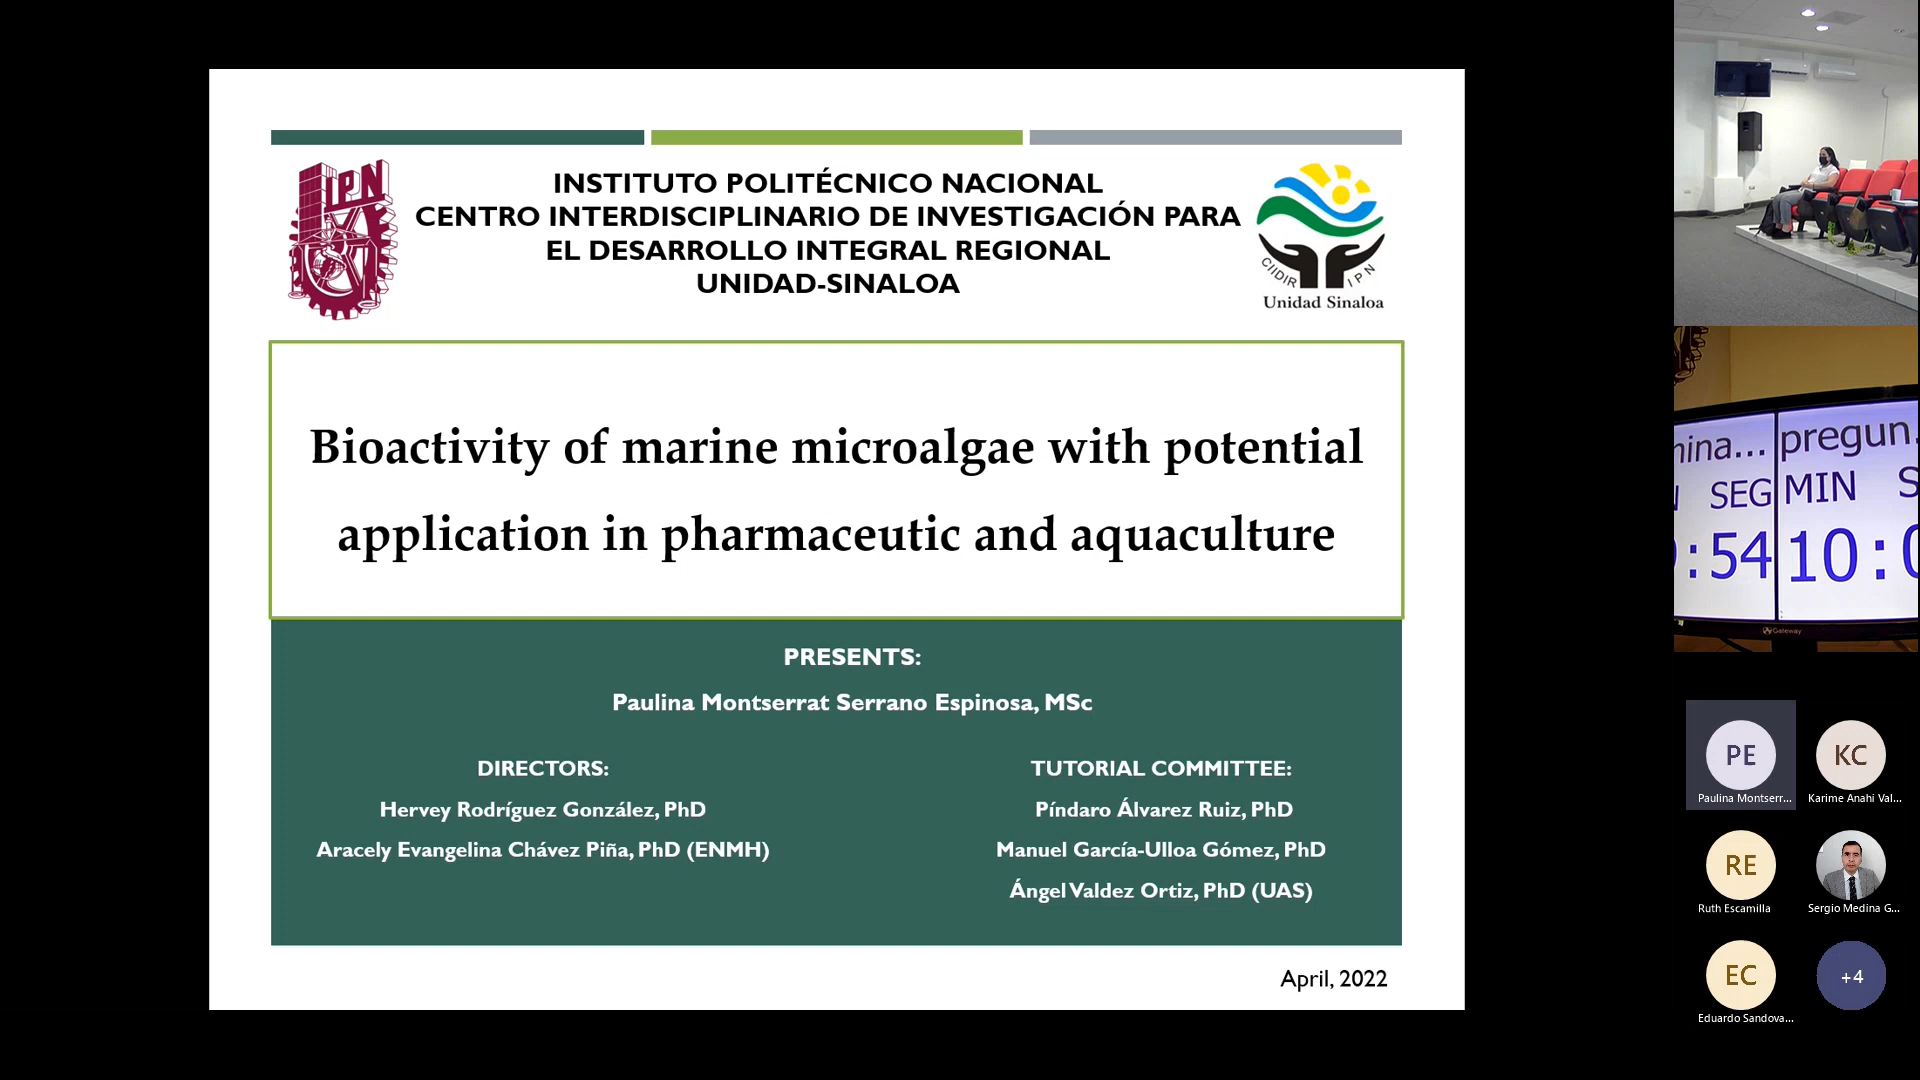 IPN
INSTITUTO POLITÉCNICO NACIONAL
CENTRO INTERDISCIPLINARIO DE INVESTIGACIÓN PARA
EL DESARROLLO INTEGRAL REGIONAL
UNIDAD-SINALOA
CIIDIR IPN
Unidad Sinaloa
Bioactivity of marine microalgae with potential
application in pharmaceutic and aquaculture
PRESENTS:
Paulina Montserrat Serrano Espinosa, MSc
DIRECTORS:
Hervey Rodríguez González, PhD
Aracely Evangelina Chávez Piña, PhD (ENMH)
TUTORIAL COMMITTEE:
Píndaro Álvarez Ruiz, PhD
Manuel García-Ulloa Gómez, PhD
Ángel Valdez Ortiz, PhD (UAS)
April, 2022
mina... pregun.
SEG MIN S
:54 10:0
Gateway
PE
Paulina Montserr...
KC
Karime Anahi Val...
RE
Ruth Escamilla
Sergio Medina G...
EC
Eduardo Sandova...
+4